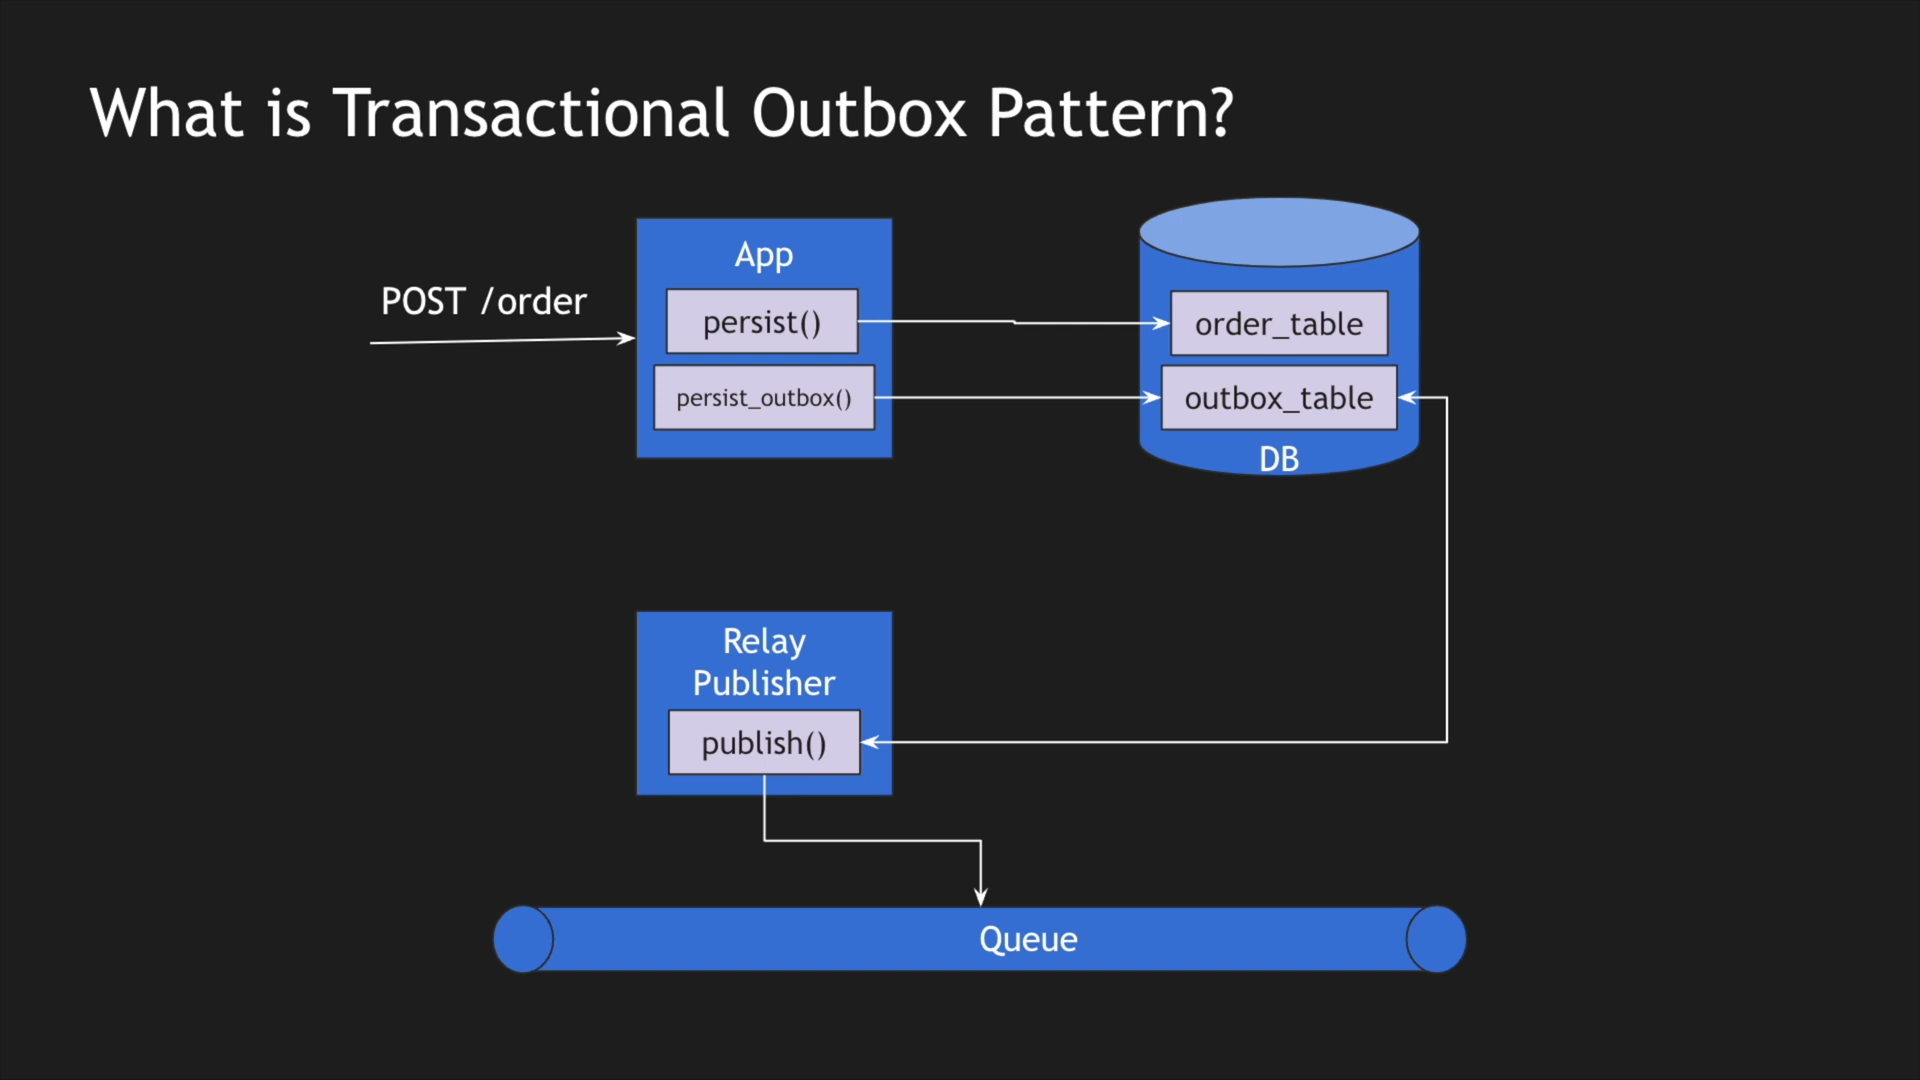 What is Transactional Outbox Pattern?
POST /order
App
persist()
persist_outbox()
order_table
outbox_table
DB
Relay
Publisher
publish()
Queue